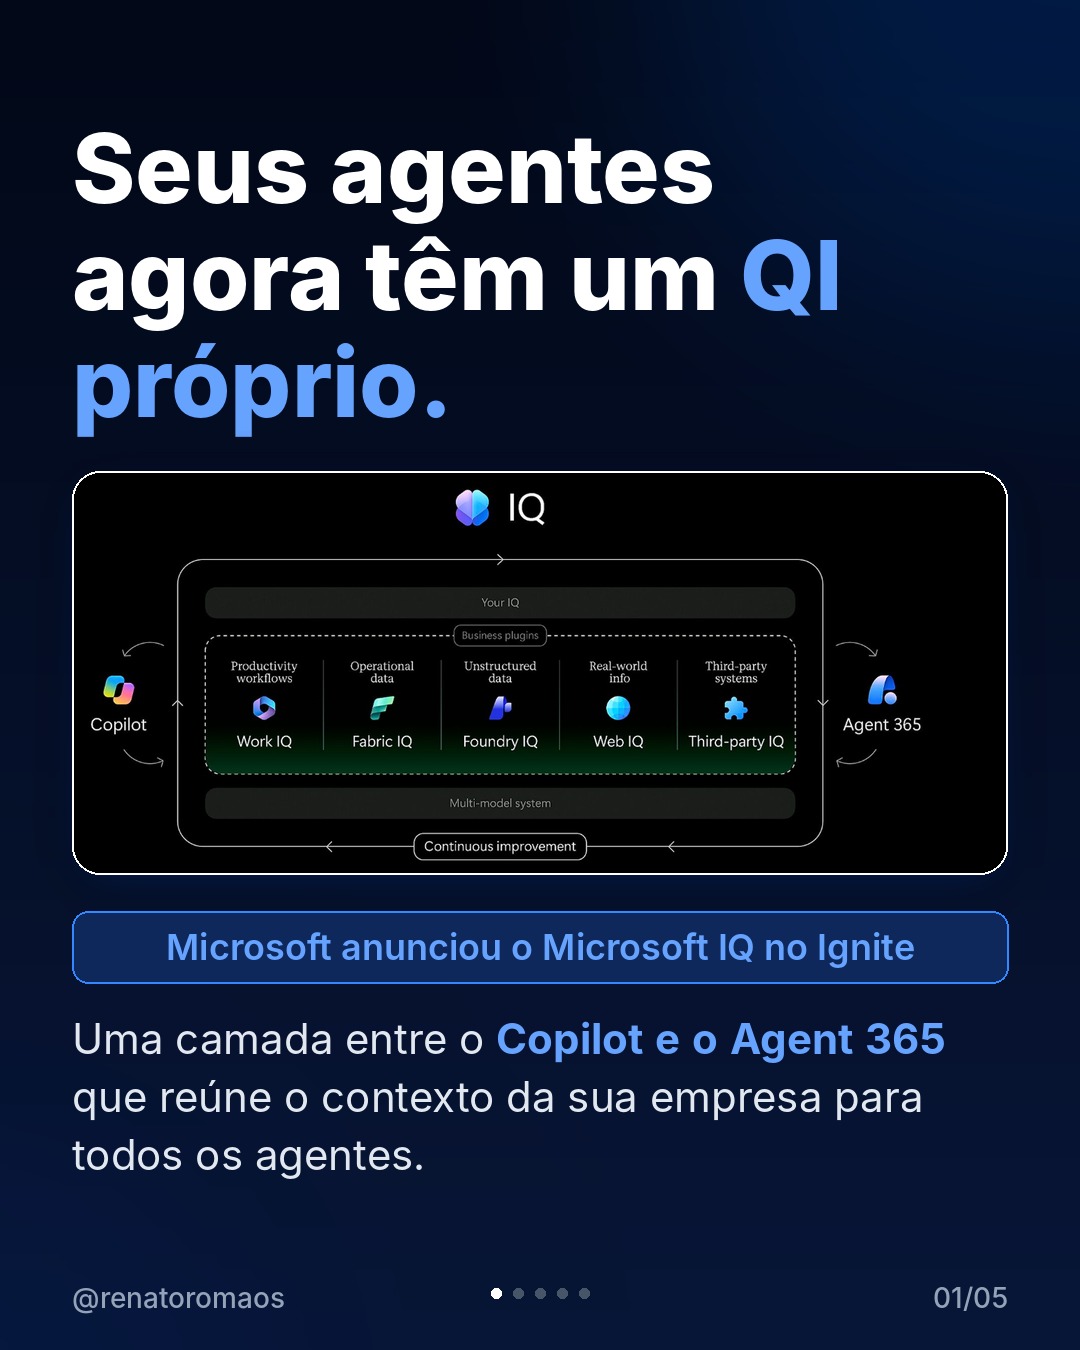 Seus agentes
agora têm um QI
próprio.
IQ
Your IQ
Business plugins
Productivity
workflows
Work IQ
Operational
data
Fabric IQ
Unstructured
data
Foundry IQ
Real-world
info
Web IQ
Third-party
systems
Third-party IQ
Copilot
Agent 365
Multi-model system
Continuous improvement
Microsoft anunciou o Microsoft IQ no Ignite
Uma camada entre o Copilot e o Agent 365
que reúne o contexto da sua empresa para
todos os agentes.
@renatoromaos
01/05